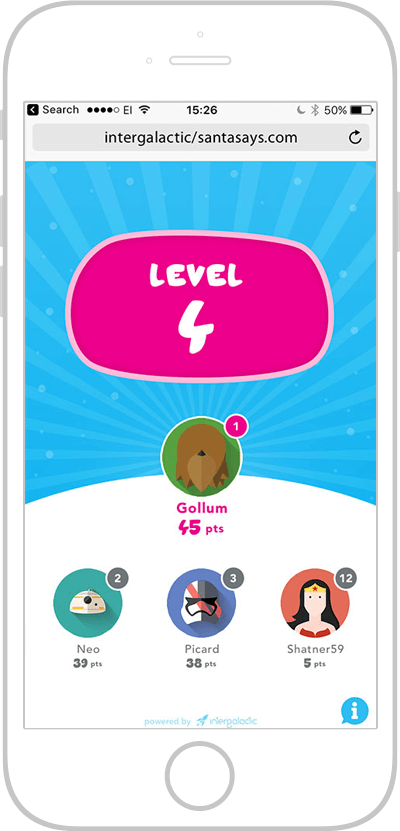 Search EI 15:26 50%
intergalactic/santasays.com
LEVEL
4
1
Gollum
45 pts
2 3 12
Neo Picard Shatner59
39 pts 38 pts 5 pts
i
powered by intergalactic